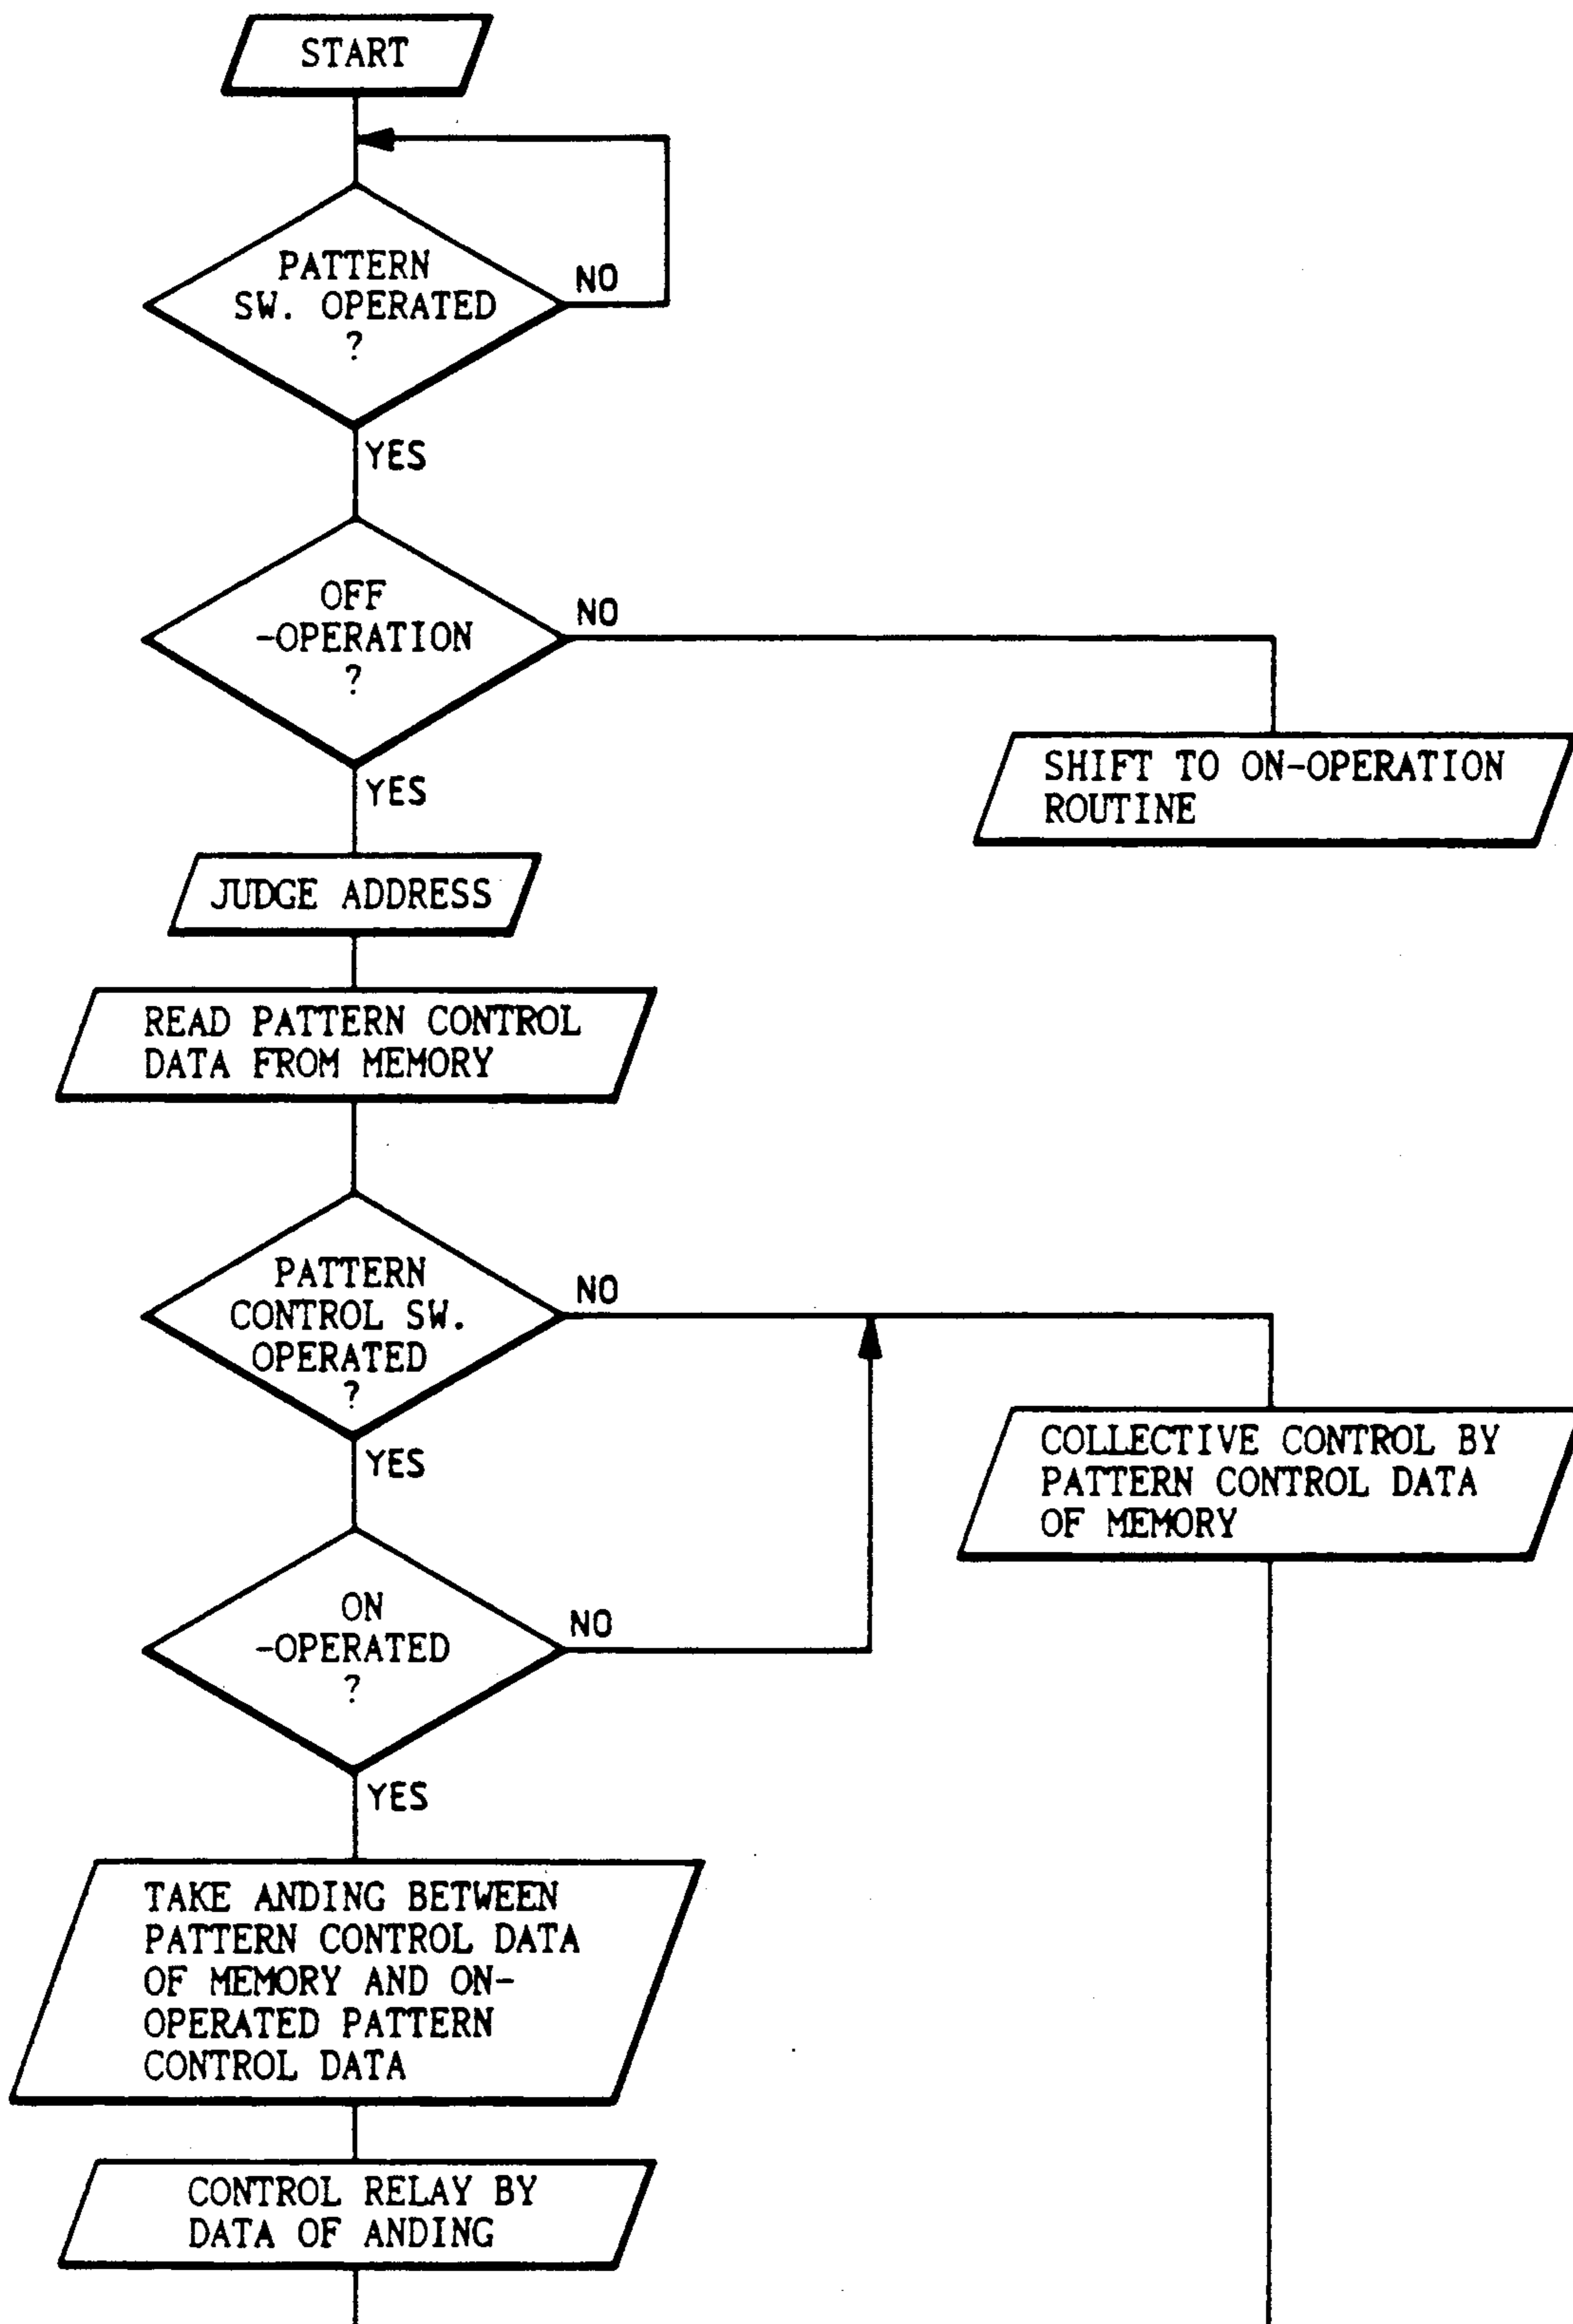 START
PATTERN
SW. OPERATED
?
NO
YES
OFF
-OPERATION
?
NO
YES
SHIFT TO ON-OPERATION
ROUTINE
JUDGE ADDRESS
READ PATTERN CONTROL
DATA FROM MEMORY
PATTERN
CONTROL SW.
OPERATED
?
NO
YES
COLLECTIVE CONTROL BY
PATTERN CONTROL DATA
OF MEMORY
ON
-OPERATED
?
NO
YES
TAKE ANDING BETWEEN
PATTERN CONTROL DATA
OF MEMORY AND ON-
OPERATED PATTERN
CONTROL DATA
CONTROL RELAY BY
DATA OF ANDING